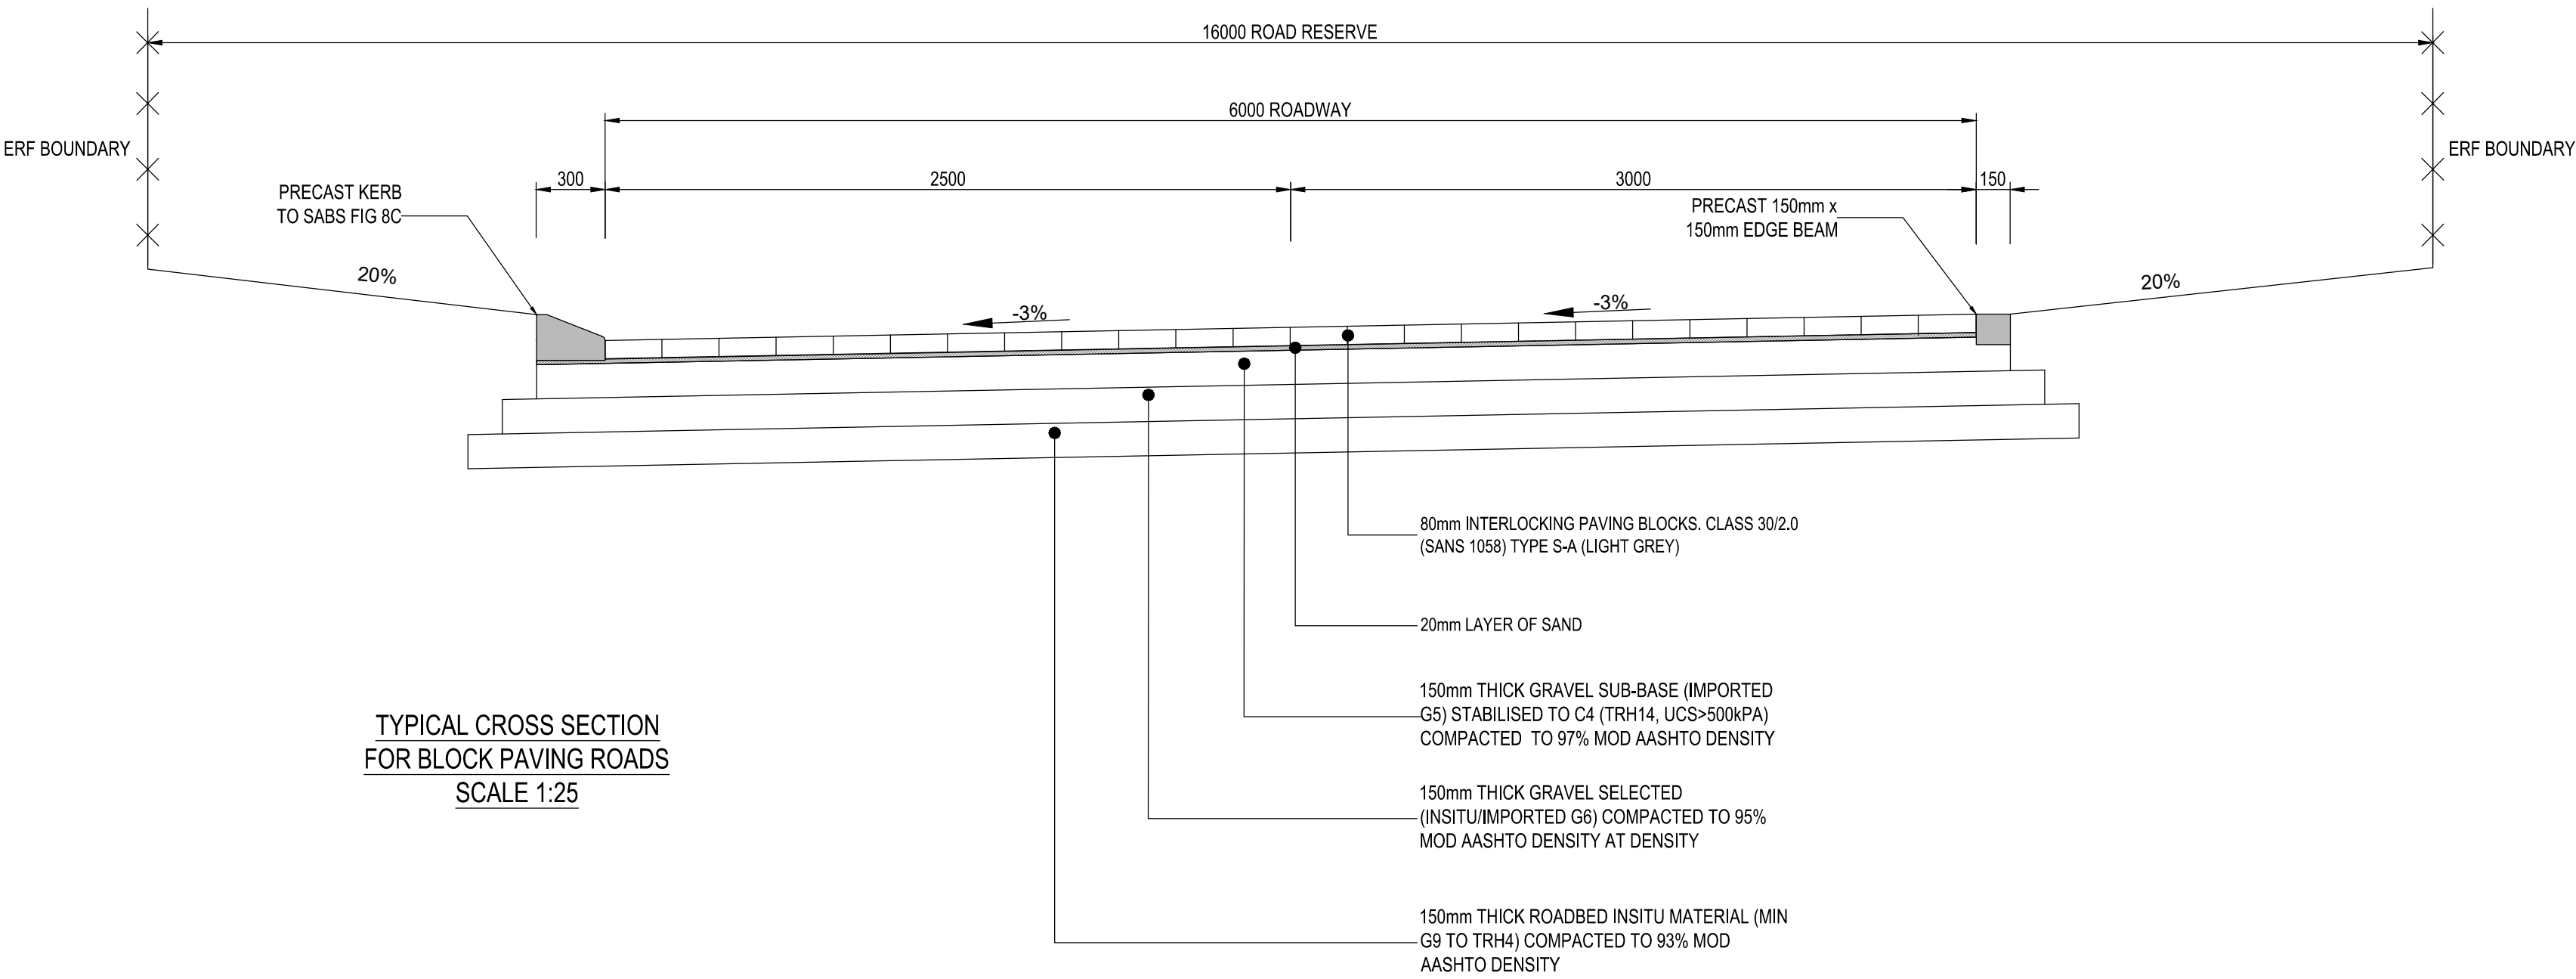 16000 ROAD RESERVE
6000 ROADWAY
ERF BOUNDARY
ERF BOUNDARY
300
2500
3000
150
PRECAST KERB
TO SABS FIG 8C
PRECAST 150mm x
150mm EDGE BEAM
20%
20%
-3%
-3%
80mm INTERLOCKING PAVING BLOCKS. CLASS 30/2.0
(SANS 1058) TYPE S-A (LIGHT GREY)
20mm LAYER OF SAND
150mm THICK GRAVEL SUB-BASE (IMPORTED
G5) STABILISED TO C4 (TRH14, UCS>500kPA)
COMPACTED TO 97% MOD AASHTO DENSITY
TYPICAL CROSS SECTION
FOR BLOCK PAVING ROADS
SCALE 1:25
150mm THICK GRAVEL SELECTED
(INSITU/IMPORTED G6) COMPACTED TO 95%
MOD AASHTO DENSITY AT DENSITY
150mm THICK ROADBED INSITU MATERIAL (MIN
G9 TO TRH4) COMPACTED TO 93% MOD
AASHTO DENSITY